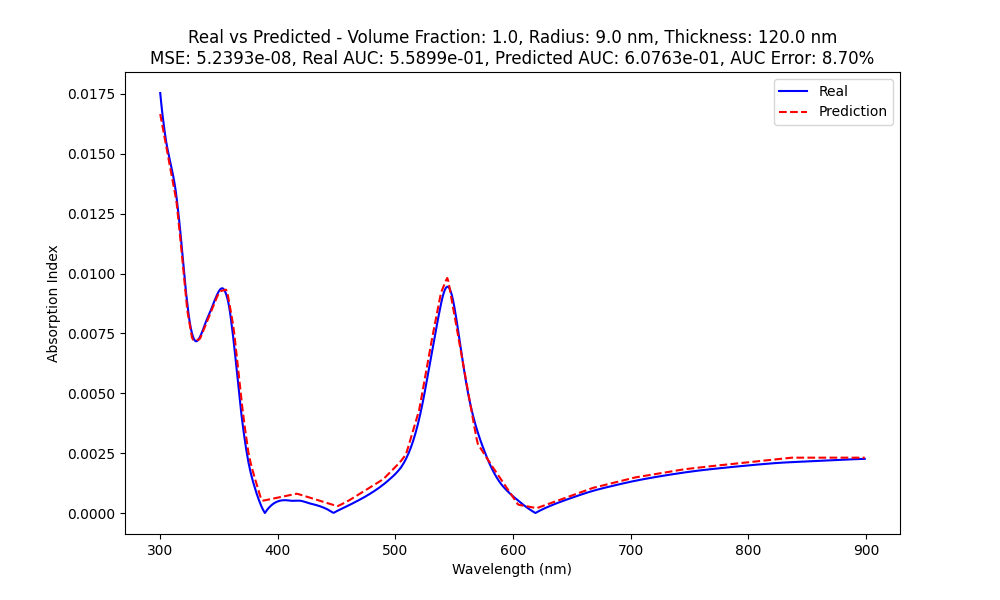 Real vs Predicted - Volume Fraction: 1.0, Radius: 9.0 nm, Thickness: 120.0 nm
MSE: 5.2393e-08, Real AUC: 5.5899e-01, Predicted AUC: 6.0763e-01, AUC Error: 8.70%
Real
Prediction
0.0175
0.0150
0.0125
0.0100
0.0075
0.0050
0.0025
0.0000
Absorption Index
300 400 500 600 700 800 900
Wavelength (nm)